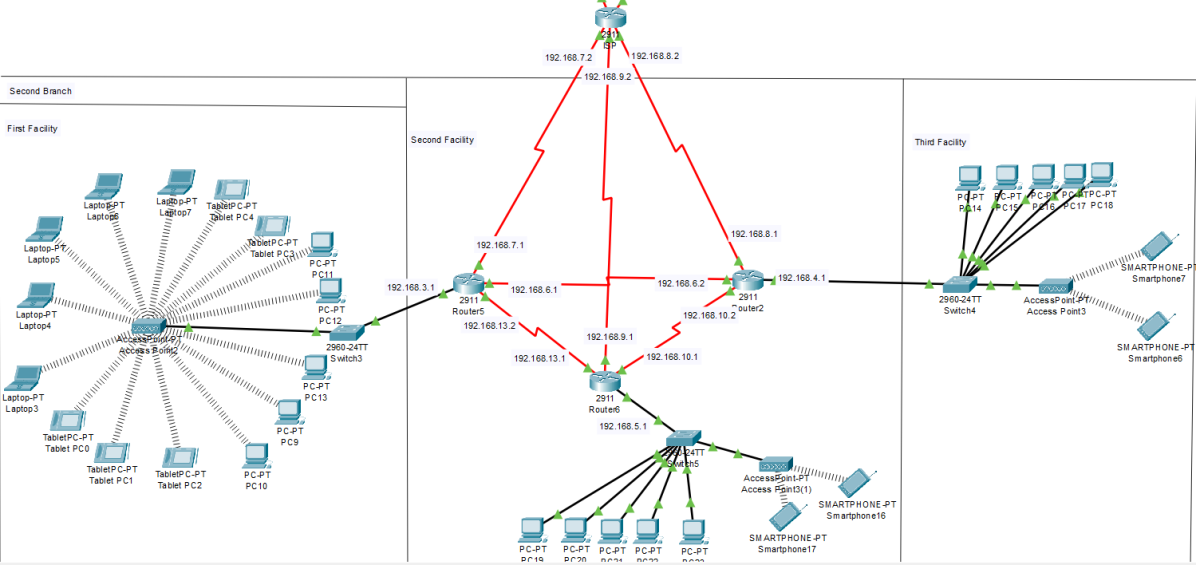 2911
ISP
192.168.7.2
192.168.8.2
192.168.9.2
Second Branch
First Facility
Second Facility
Third Facility
Laptop-PT
Laptop6
Laptop-PT
Laptop7
TabletPC-PT
Tablet PC4
TabletPC-PT
Tablet PC3
Laptop-PT
Laptop5
PC-PT
PC11
Laptop-PT
Laptop4
PC-PT
PC12
AccessPoint-PT
Access Point2
2960-24TT
Switch3
PC-PT
PC13
Laptop-PT
Laptop3
PC-PT
PC9
TabletPC-PT
Tablet PC0
TabletPC-PT
Tablet PC1
TabletPC-PT
Tablet PC2
PC-PT
PC10
192.168.3.1
192.168.7.1
2911
Router5
192.168.6.1
192.168.13.2
192.168.8.1
192.168.6.2
2911
Router2
192.168.4.1
192.168.10.2
192.168.9.1
192.168.13.1
192.168.10.1
2911
Router6
192.168.5.1
2960-24TT
Switch5
AccessPoint-PT
Access Point3(1)
SMARTPHONE-PT
Smartphone16
SMARTPHONE-PT
Smartphone17
PC-PT
PC19
PC-PT
PC20
PC-PT
PC21
PC-PT
PC-PT
PC-PT
PC14
PC-PT
PC15
PC-PT
PC16
PC-PT
PC17
PC-PT
PC18
2960-24TT
Switch4
AccessPoint-PT
Access Point3
SMARTPHONE-PT
Smartphone7
SMARTPHONE-PT
Smartphone6